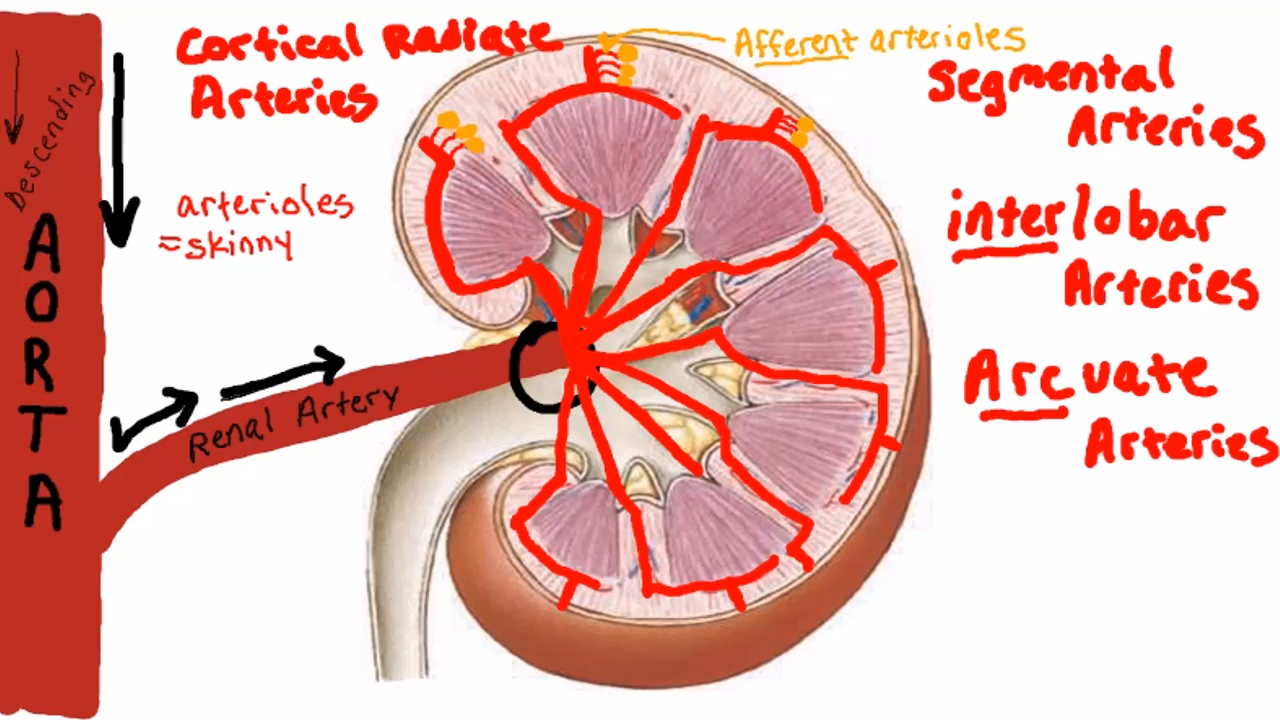 Descending
AORTA
Cortical Radiate
Arteries
arterioles
= skinny
Renal Artery
Afferent arterioles
Segmental
Arteries
interlobar
Arteries
Arcuate
Arteries